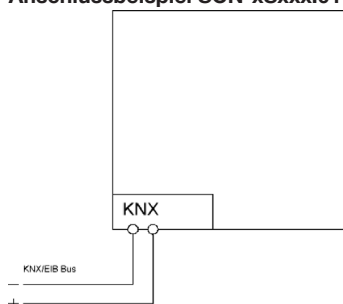 Anschlussbeispiel
KNX
KNX/EIB Bus
–
+